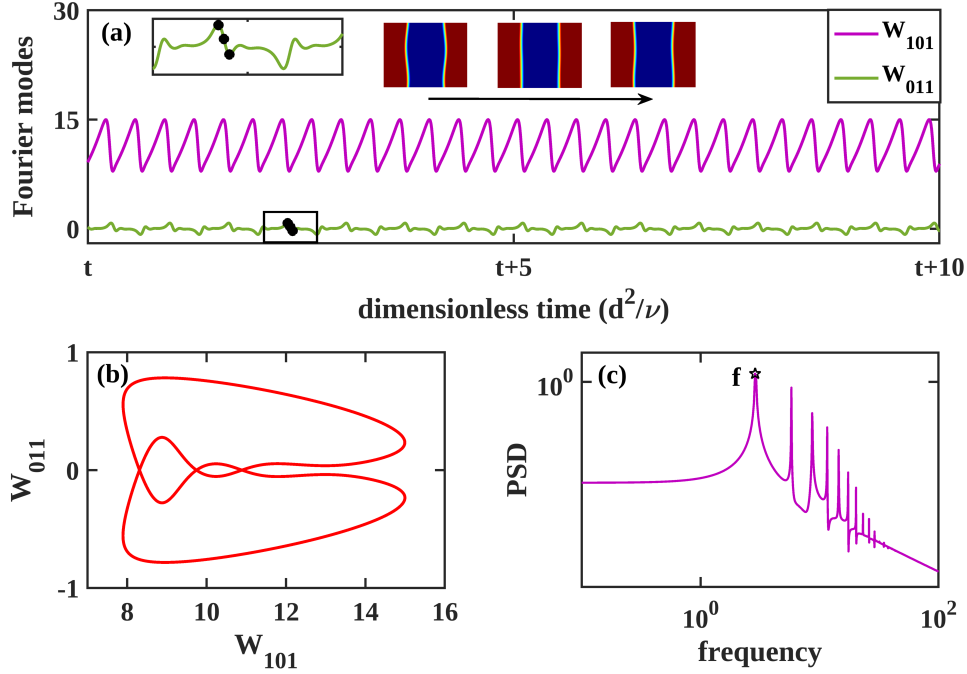 (a)
W101
W011
Fourier modes
30
15
0
t
t+5
t+10
dimensionless time (d²/ν)
(b)
W011
1
0
-1
8
10
12
14
16
W101
(c)
f
PSD
10⁰
10⁰
10²
frequency